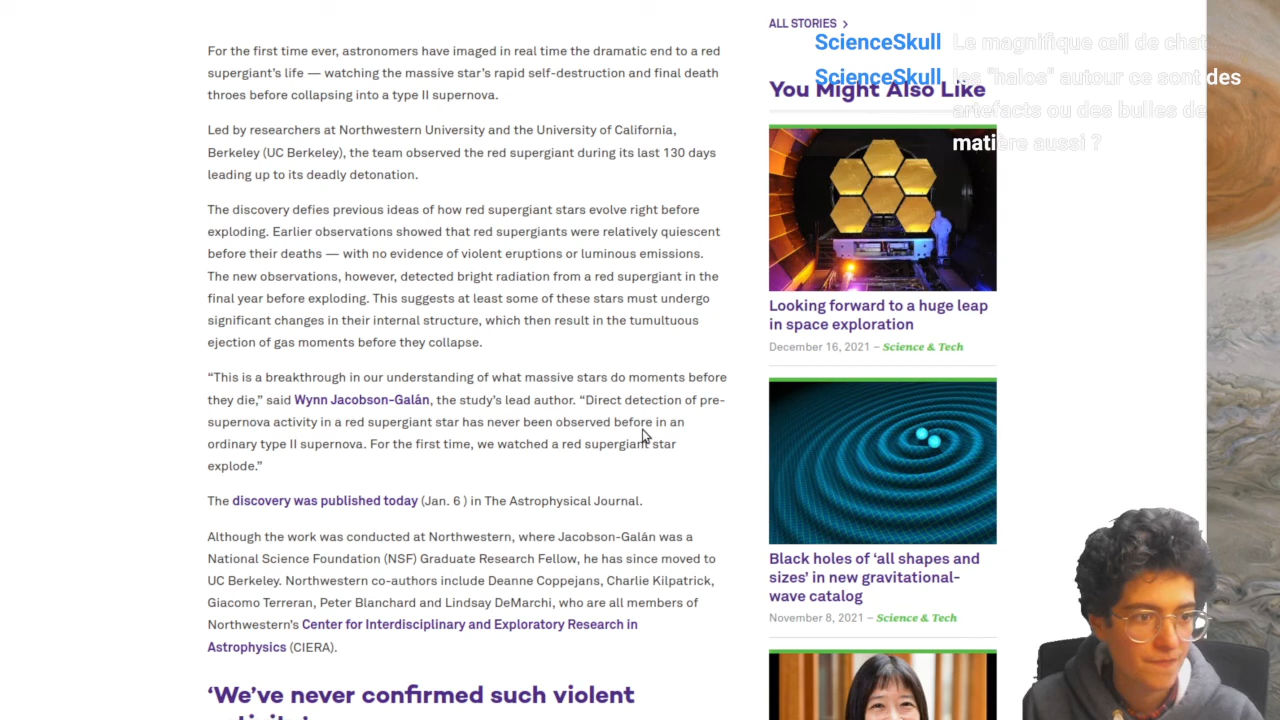 For the first time ever, astronomers have imaged in real time the dramatic end to a red
supergiant's life — watching the massive star's rapid self-destruction and final death
throes before collapsing into a type II supernova.
Led by researchers at Northwestern University and the University of California,
Berkeley (UC Berkeley), the team observed the red supergiant during its last 130 days
leading up to its deadly detonation.
The discovery defies previous ideas of how red supergiant stars evolve right before
exploding. Earlier observations showed that red supergiants were relatively quiescent
before their deaths — with no evidence of violent eruptions or luminous emissions.
The new observations, however, detected bright radiation from a red supergiant in the
final year before exploding. This suggests at least some of these stars must undergo
significant changes in their internal structure, which then result in the tumultuous
ejection of gas moments before they collapse.
“This is a breakthrough in our understanding of what massive stars do moments before
they die,” said Wynn Jacobson-Galán, the study's lead author. “Direct detection of pre-
supernova activity in a red supergiant star has never been observed before in an
ordinary type II supernova. For the first time, we watched a red supergiant star
explode.”
The discovery was published today (Jan. 6 ) in The Astrophysical Journal.
Although the work was conducted at Northwestern, where Jacobson-Galán was a
National Science Foundation (NSF) Graduate Research Fellow, he has since moved to
UC Berkeley. Northwestern co-authors include Deanne Coppejans, Charlie Kilpatrick,
Giacomo Terreran, Peter Blanchard and Lindsay DeMarchi, who are all members of
Northwestern's Center for Interdisciplinary and Exploratory Research in
Astrophysics (CIERA).
‘We've never confirmed such violent
ALL STORIES >
ScienceSkull Le magnifique œil de chat
ScienceSkull les "halos" autour ce sont des
artefacts ou des bulles de
matière aussi ?
You Might Also Like
Looking forward to a huge leap
in space exploration
December 16, 2021 – Science & Tech
Black holes of ‘all shapes and
sizes’ in new gravitational-
wave catalog
November 8, 2021 – Science & Tech